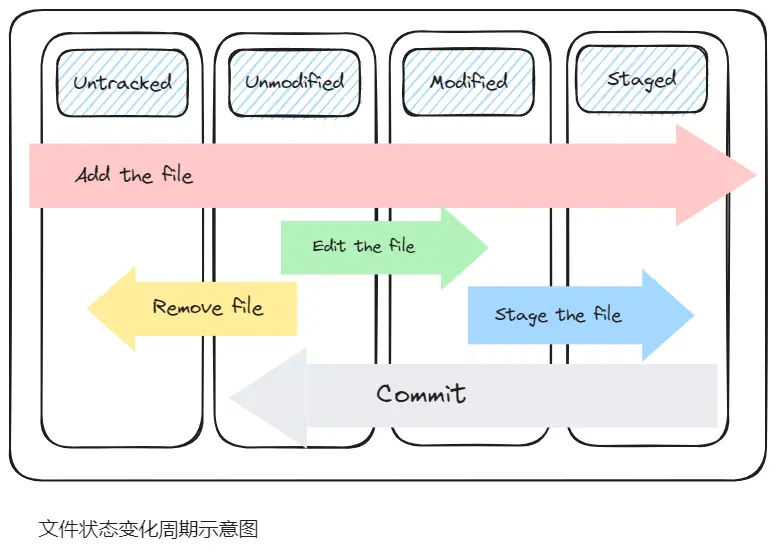 Untracked
Unmodified
Modified
Staged
Add the file
Edit the file
Remove file
Stage the file
Commit
文件状态变化周期示意图